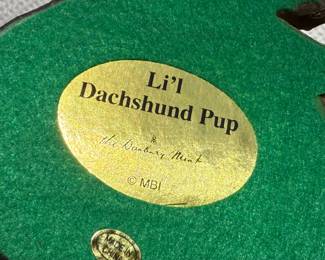 Li'l
Dachshund Pup
The Danbury Mint
© MBI